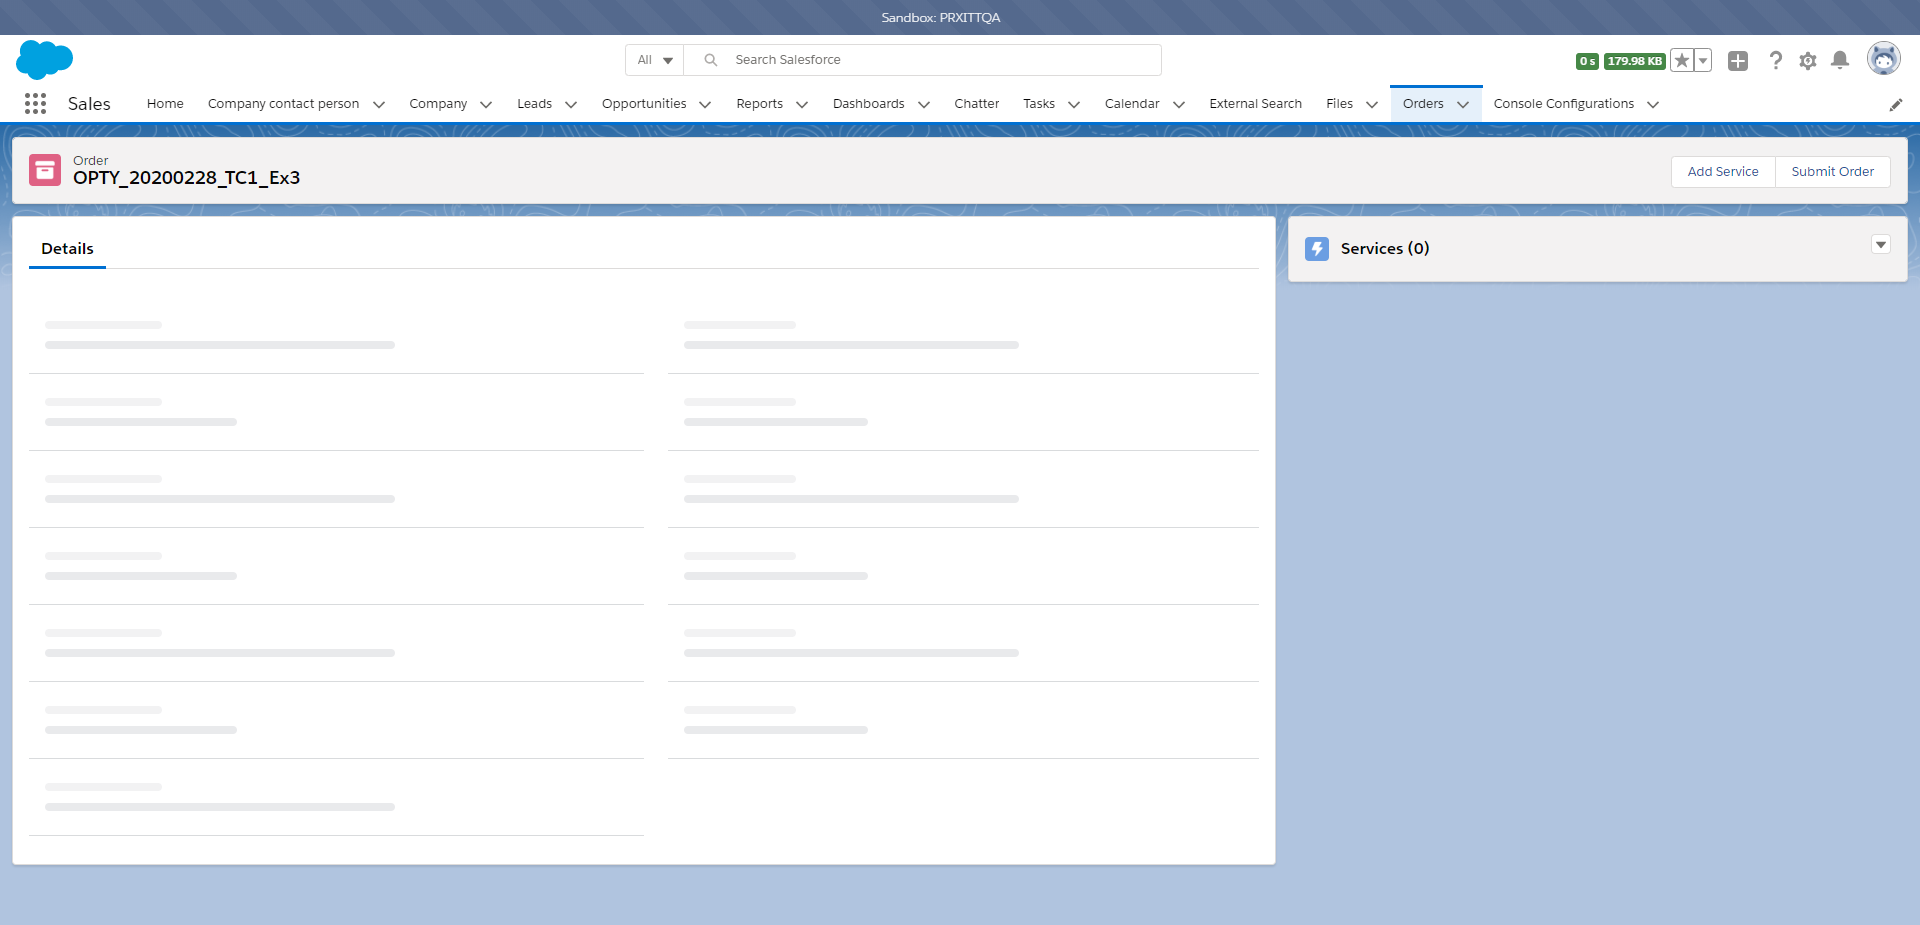 Sandbox: PRXITTQA
All
Search Salesforce
0 s
179.98 KB
Sales
Home
Company contact person
Company
Leads
Opportunities
Reports
Dashboards
Chatter
Tasks
Calendar
External Search
Files
Orders
Console Configurations
Order
OPTY_20200228_TC1_Ex3
Add Service
Submit Order
Details
Services (0)